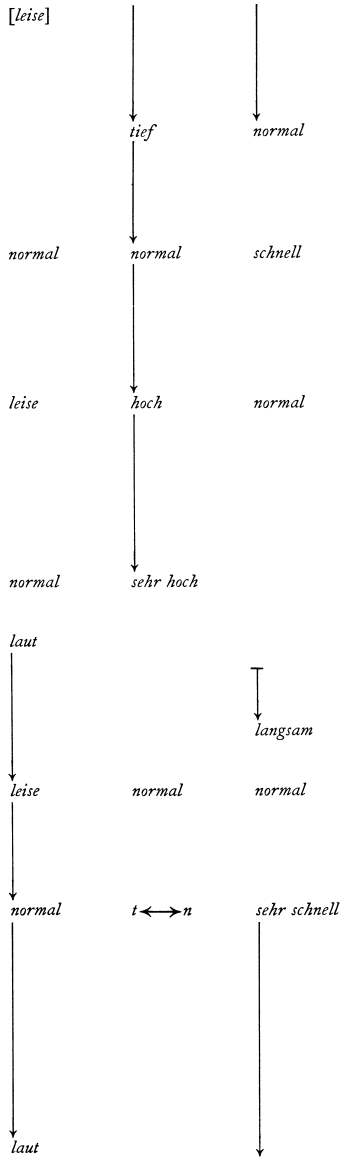 [leise]
tief normal
normal normal schnell
leise hoch normal
normal sehr hoch
laut
langsam
leise normal normal
normal t n sehr schnell
laut